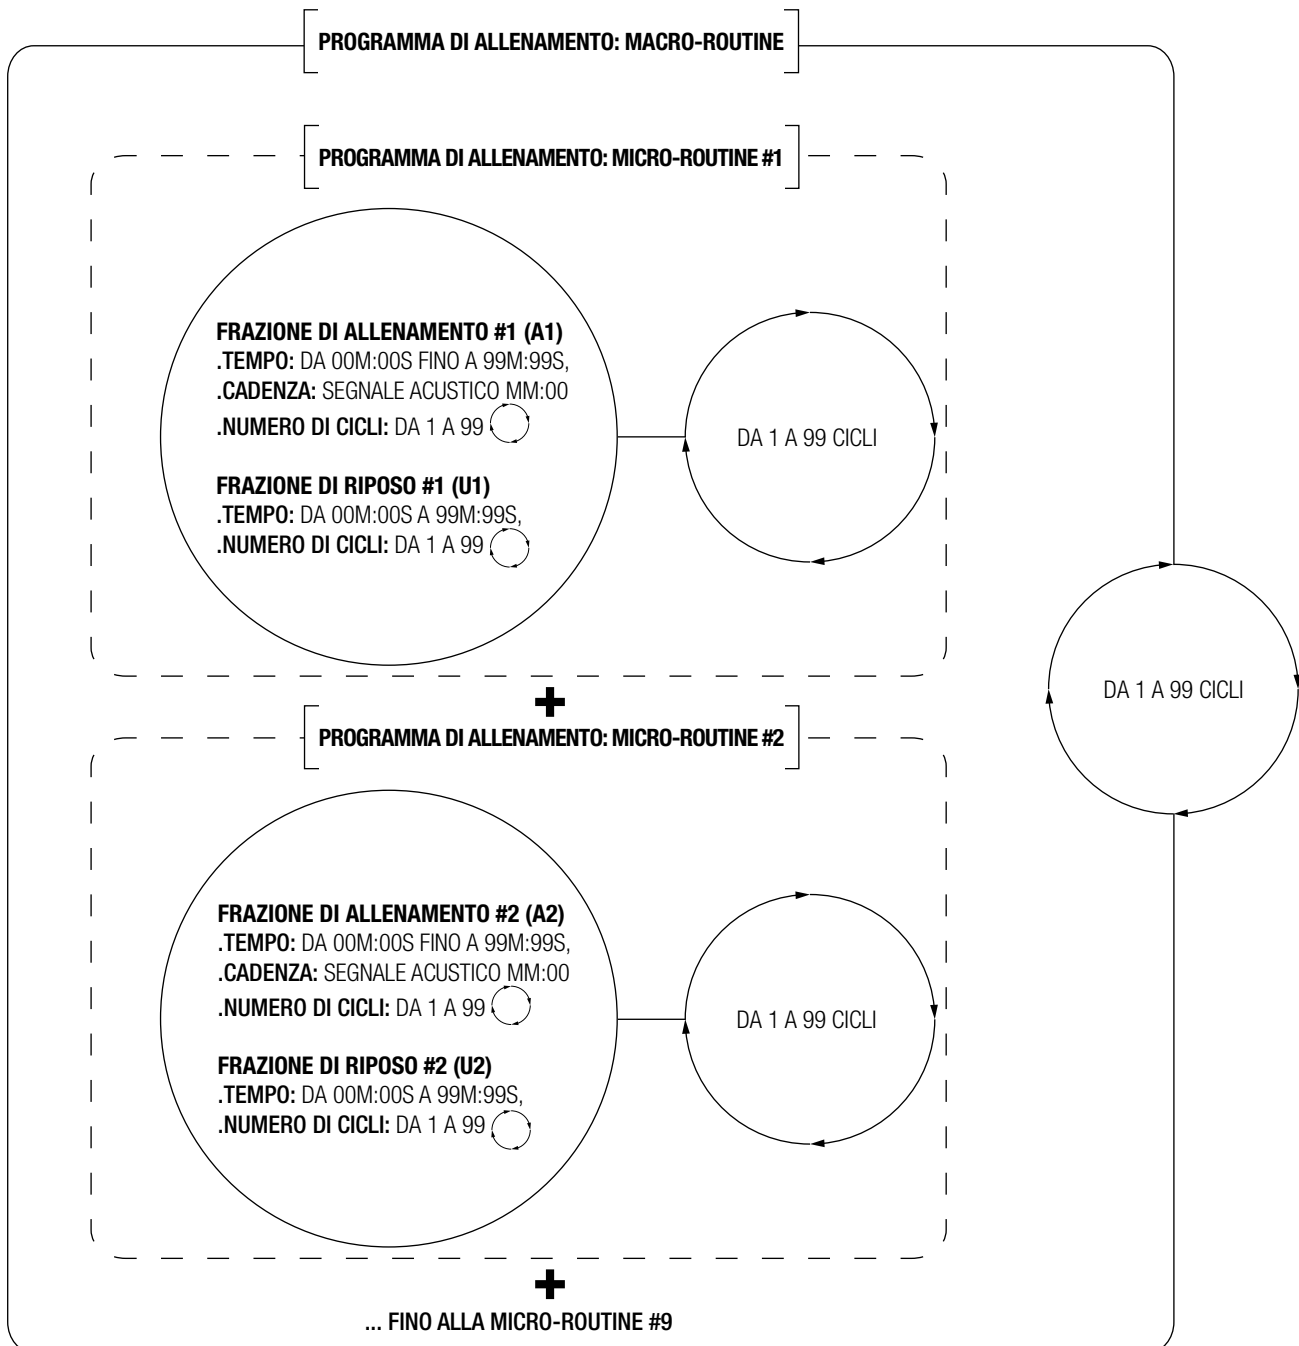 PROGRAMMA DI ALLENAMENTO: MACRO-ROUTINE
PROGRAMMA DI ALLENAMENTO: MICRO-ROUTINE #1
FRAZIONE DI ALLENAMENTO #1 (A1)
.TEMPO: DA 00M:00S FINO A 99M:99S,
.CADENZA: SEGNALE ACUSTICO MM:00
.NUMERO DI CICLI: DA 1 A 99
FRAZIONE DI RIPOSO #1 (U1)
.TEMPO: DA 00M:00S A 99M:99S,
.NUMERO DI CICLI: DA 1 A 99
DA 1 A 99 CICLI
DA 1 A 99 CICLI
PROGRAMMA DI ALLENAMENTO: MICRO-ROUTINE #2
FRAZIONE DI ALLENAMENTO #2 (A2)
.TEMPO: DA 00M:00S FINO A 99M:99S,
.CADENZA: SEGNALE ACUSTICO MM:00
.NUMERO DI CICLI: DA 1 A 99
FRAZIONE DI RIPOSO #2 (U2)
.TEMPO: DA 00M:00S A 99M:99S,
.NUMERO DI CICLI: DA 1 A 99
DA 1 A 99 CICLI
... FINO ALLA MICRO-ROUTINE #9